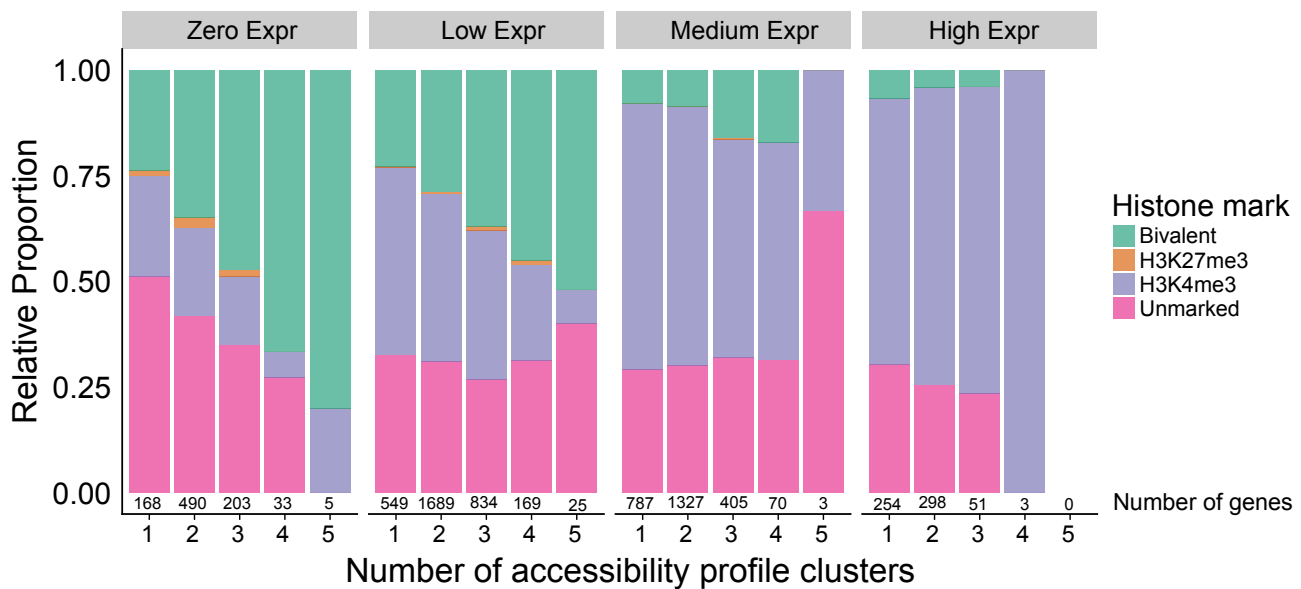 Zero Expr Low Expr Medium Expr High Expr
1.00
0.75
0.50
0.25
0.00
Relative Proportion
168 490 203 33 5 549 1689 834 169 25 787 1327 405 70 3 254 298 51 3 0 Number of genes
1 2 3 4 5 1 2 3 4 5 1 2 3 4 5 1 2 3 4 5
Number of accessibility profile clusters
Histone mark
Bivalent
H3K27me3
H3K4me3
Unmarked